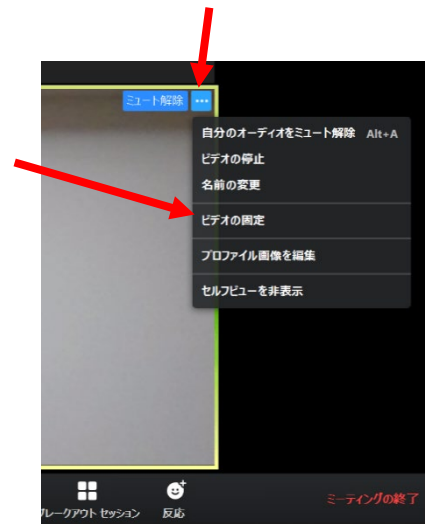 ミュート解除 •••
自分のオーディオをミュート解除 Alt+A
ビデオの停止
名前の変更
ビデオの固定
プロファイル画像を編集
セルフビューを非表示
ブレークアウト セッション
反応
ミーティングの終了